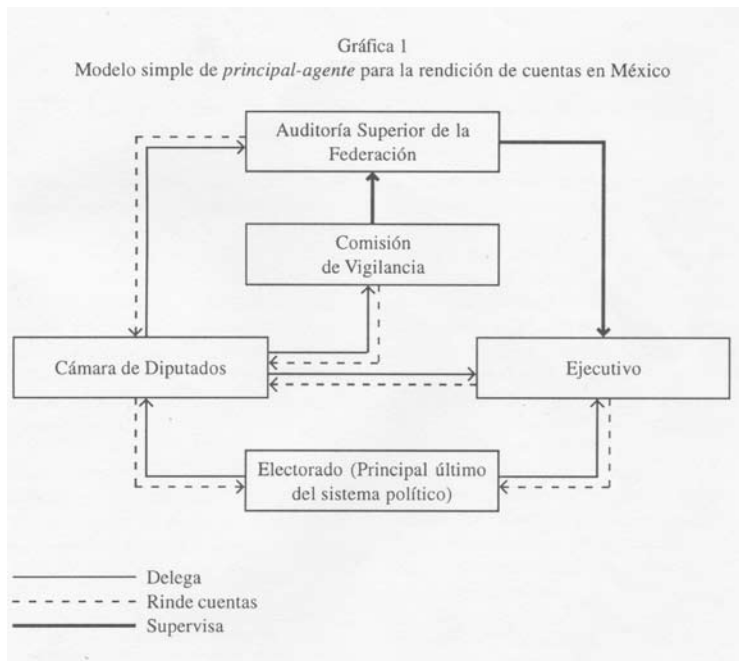 Gráfica 1
Modelo simple de principal-agente para la rendición de cuentas en México
Auditoría Superior de la
Federación
Comisión
de Vigilancia
Cámara de Diputados
Ejecutivo
Electorado (Principal último
del sistema político)
Delega
Rinde cuentas
Supervisa